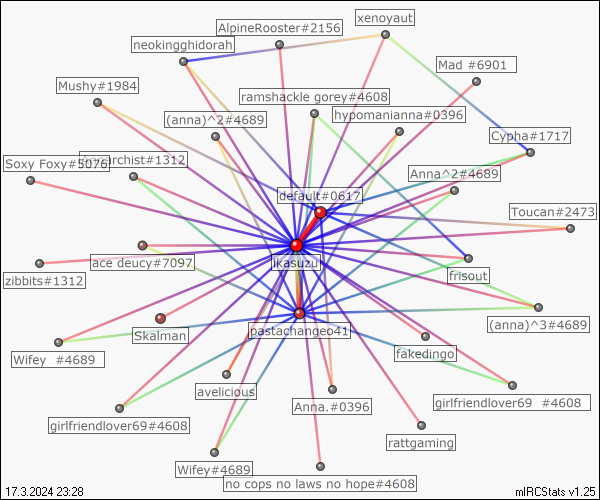 xenoyaut
AlpineRooster#2156
neokingghidorah
Mad #6901
Mushy#1984
ramshackle gorey#4608
hypomanianna#0396
(anna)^2#4689
Cypha#1717
Soxy Foxy#5076
archist#1312
Anna^2#4689
default#0617
Toucan#2473
ace deucy#7097
ikasuzu
frisout
zibbits#1312
(anna)^3#4689
Skalman
pastachangeo41
Wifey #4689
fakedingo
avelicious
Anna.#0396
girlfriendlover69 #4608
girlfriendlover69#4608
rattgaming
Wifey#4689
no cops no laws no hope#4608
17.3.2024 23:28
mIRCStats v1.25